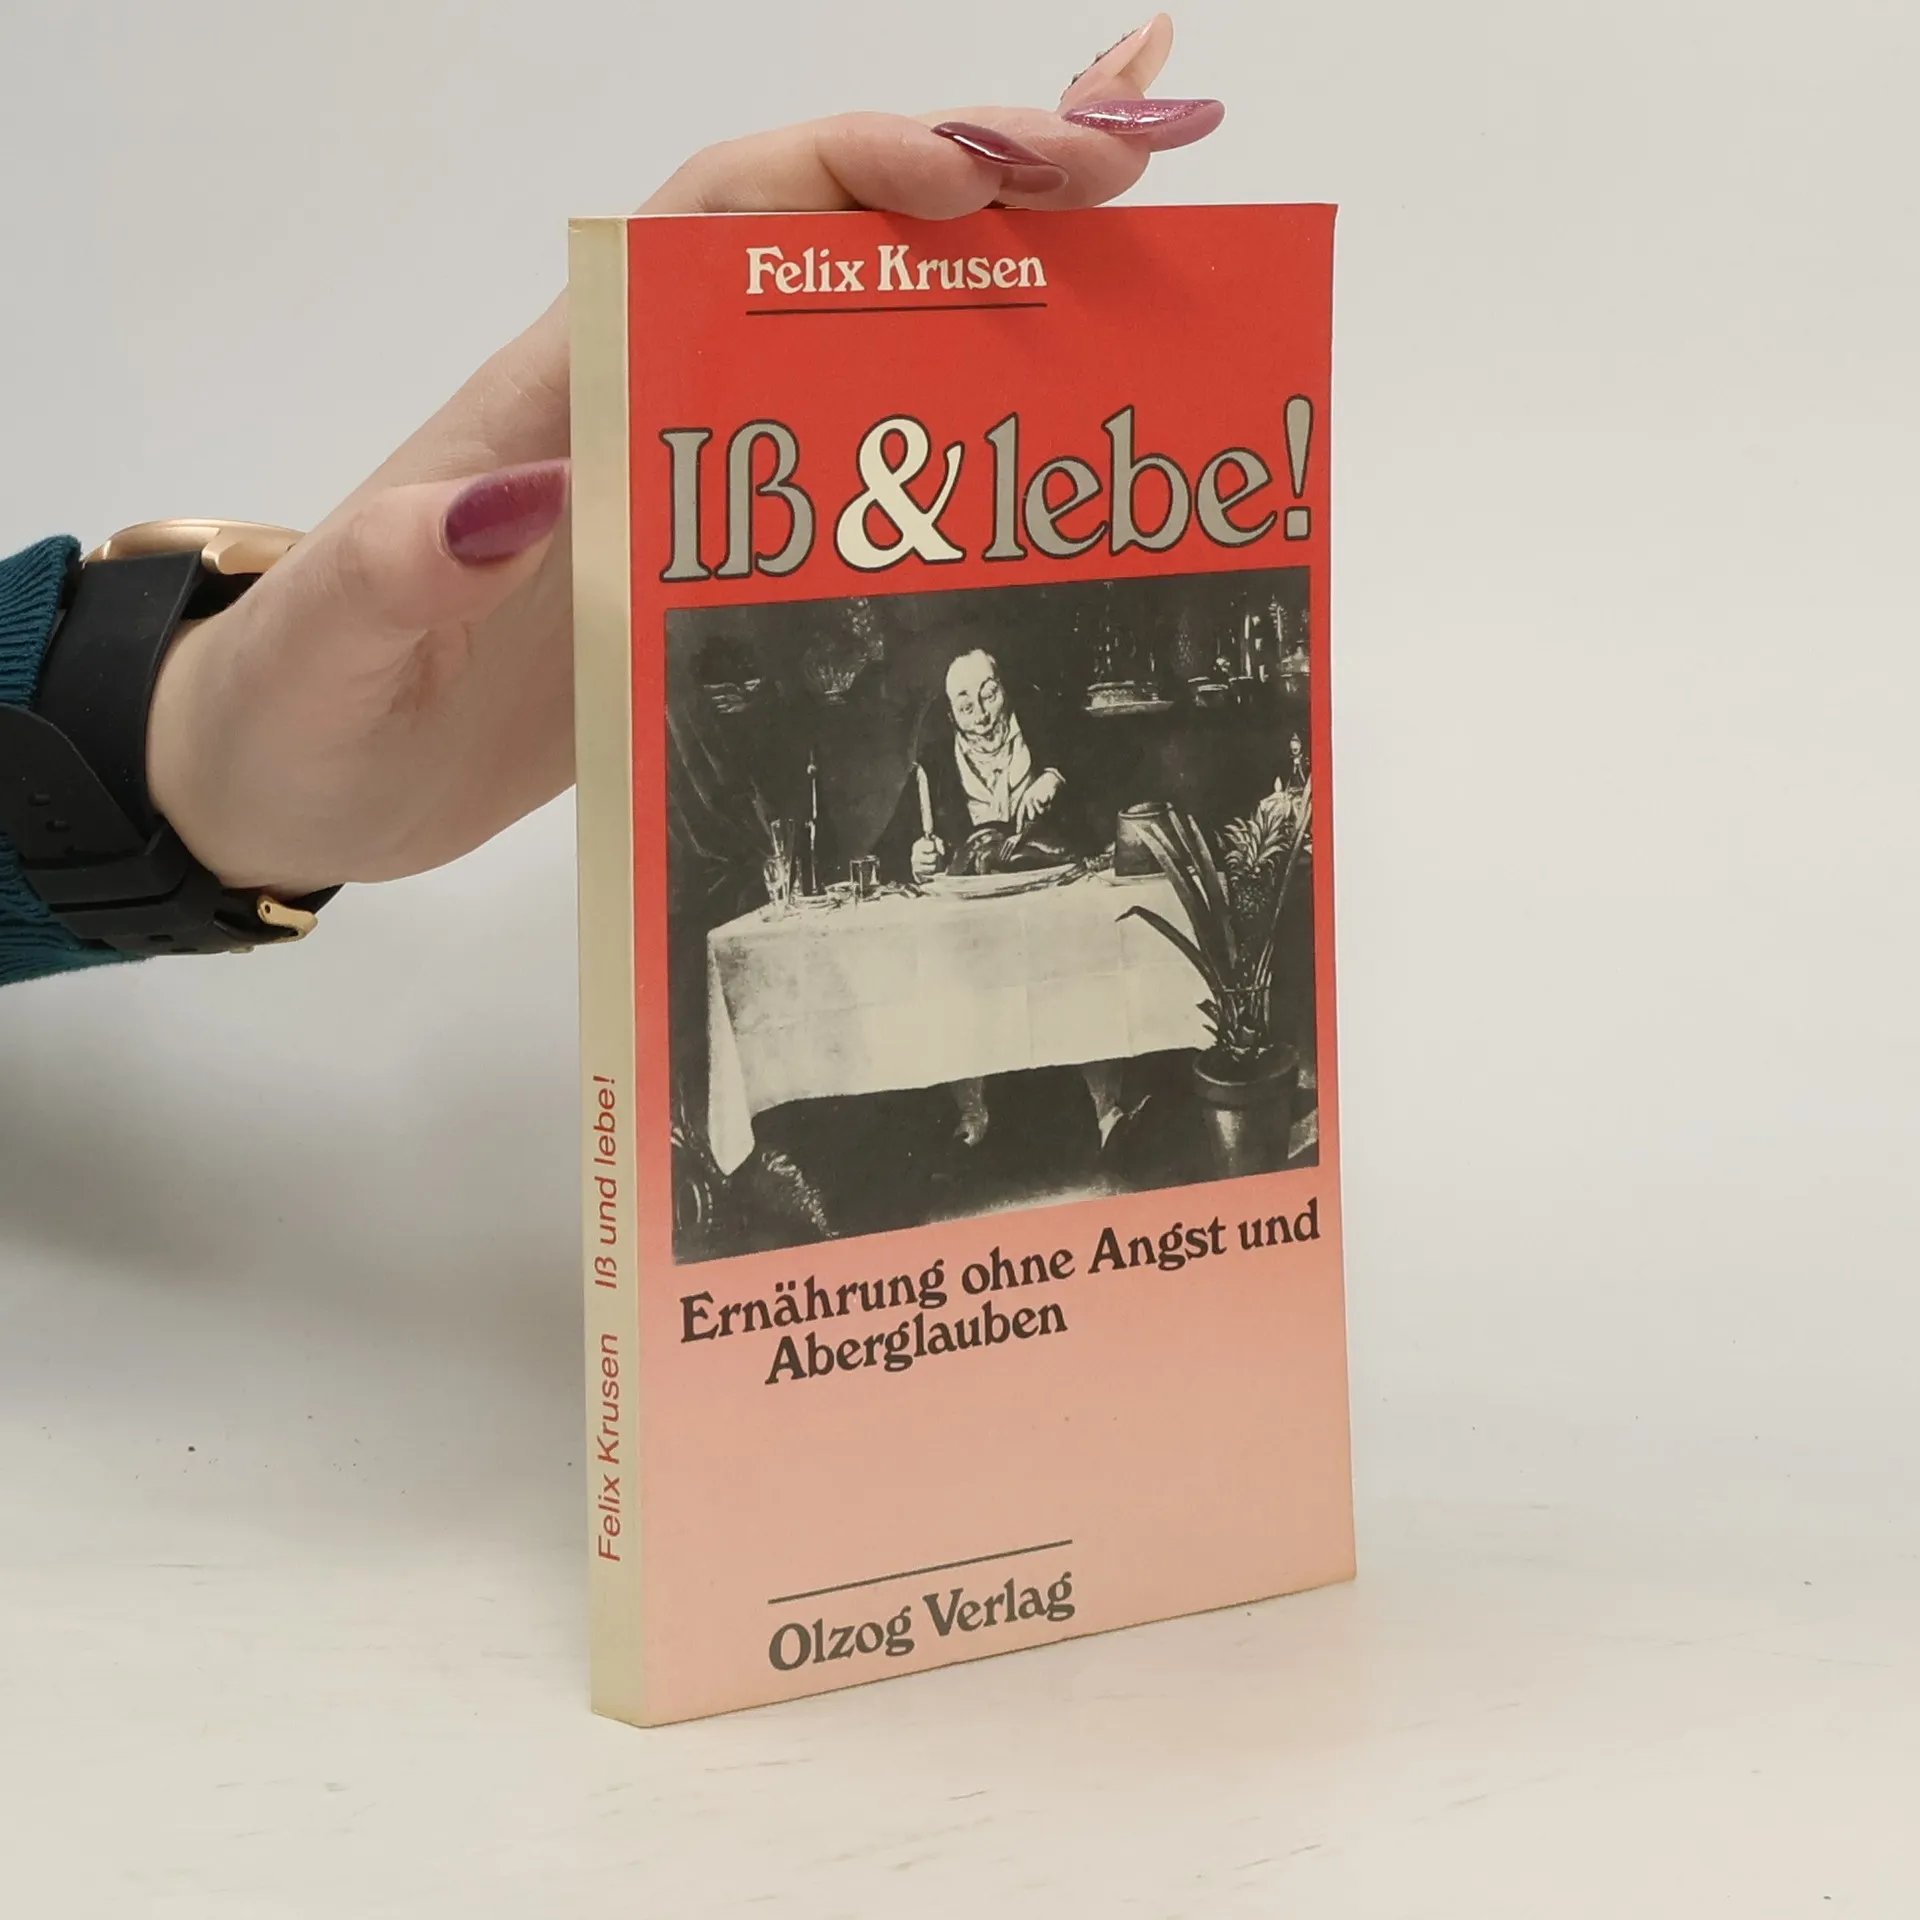 Felix Krusen
Iß & lebe!
Ernährung ohne Angst und
Aberglauben
Olzog Verlag
Felix Krusen Iß und lebe!